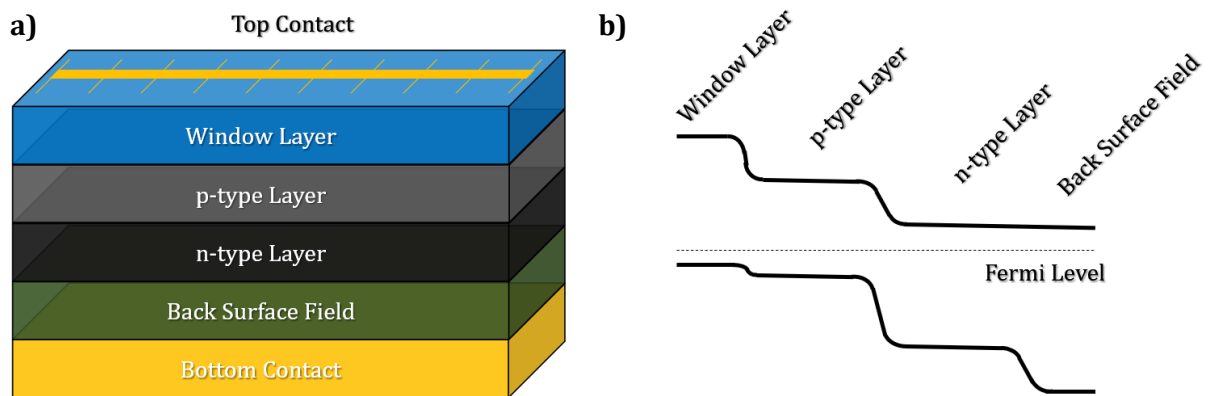 a)
Top Contact
Window Layer
p-type Layer
n-type Layer
Back Surface Field
Bottom Contact
b)
Window Layer
p-type Layer
n-type Layer
Back Surface Field
Fermi Level